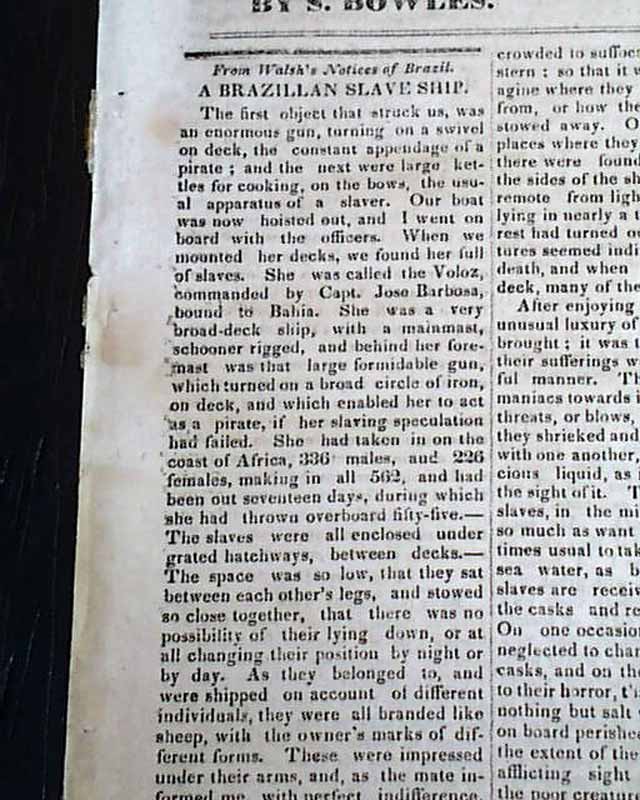 BY S. BOWLES.
From Walsh's Notices of Brazil.
A BRAZILLAN SLAVE SHIP.
The first object that struck us, was
an enormous gun, turning on a swivel
on deck, the constant appendage of a
pirate ; and the next were large ket-
tles for cooking, on the bows, the usu-
al apparatus of a slaver. Our boat
was now hoisted out, and I went on
board with the officers. When we
mounted her decks, we found her full
of slaves. She was called the Voloz,
commanded by Capt. Jose Barbosa,
bound to Bahia. She was a very
broad-deck ship, with a mainmast,
schooner rigged, and behind her fore-
mast was that large formidable gun,
which turned on a broad circle of iron,
on deck, and which enabled her to act
as a pirate, if her slaving speculation
had failed. She had taken in on the
coast of Africa, 336 males, and 226
females, making in all 562, and had
been out seventeen days, during which
she had thrown overboard fifty-five.—
The slaves were all enclosed under
grated hatchways, between decks.—
The space was so low, that they sat
between each other's legs, and stowed
so close together, that there was no
possibility of their lying down, or at
all changing their position by night or
by day. As they belonged to, and
were shipped on account of different
individuals, they were all branded like
sheep, with the owner's marks of dif-
ferent forms. These were impressed
under their arms, and, as the mate in-
formed me, with perfect indifference,
crowded to suffoc
stern ; so that it w
agine where they
from, or how the
stowed away. O
places where they
there were found
the sides of the sh
remote from ligh
lying in nearly a t
rest had turned ou
tures seemed indi
death, and when
deck, many of the
After enjoying
unusual luxury of
brought ; it was t
their sufferings w
ful manner. Th
maniacs towards i
threats, or blows,
they shrieked and
with one another,
cious liquid, as i
the sight of it. T
slaves, in the mi
so much as want
times usual to tak
sea water, as b
slaves are receiv
the casks and re
On one occasion
neglected to chan
casks, and on the
to their horror, t'i
nothing but salt
on board perishe
the extent of the
afflicting sight
the poor creature